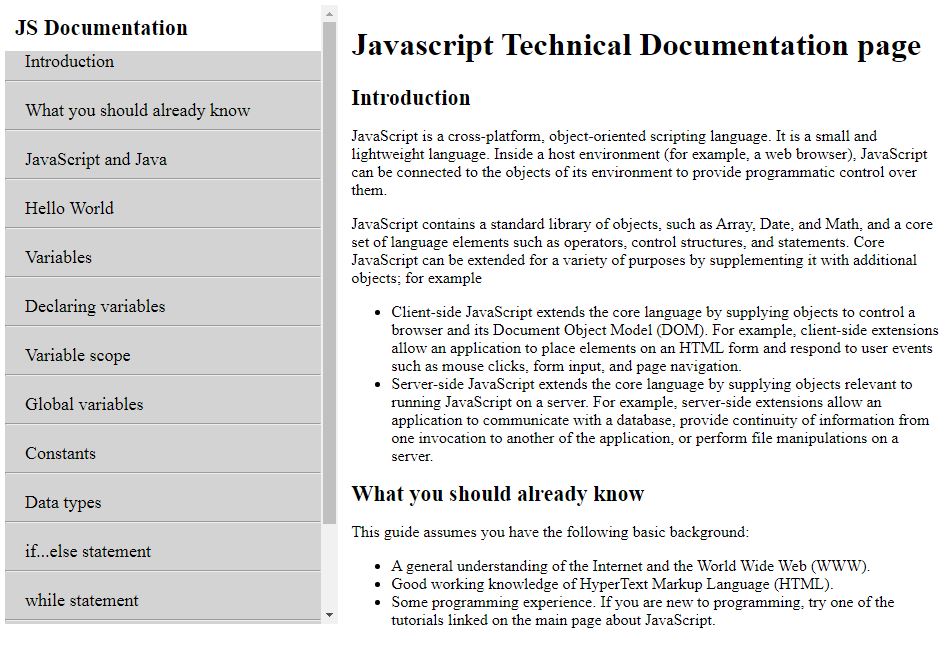 JS Documentation
Introduction
What you should already know
JavaScript and Java
Hello World
Variables
Declaring variables
Variable scope
Global variables
Constants
Data types
if...else statement
while statement
Javascript Technical Documentation page
Introduction
JavaScript is a cross-platform, object-oriented scripting language. It is a small and
lightweight language. Inside a host environment (for example, a web browser), JavaScript
can be connected to the objects of its environment to provide programmatic control over
them.
JavaScript contains a standard library of objects, such as Array, Date, and Math, and a core
set of language elements such as operators, control structures, and statements. Core
JavaScript can be extended for a variety of purposes by supplementing it with additional
objects; for example
• Client-side JavaScript extends the core language by supplying objects to control a
browser and its Document Object Model (DOM). For example, client-side extensions
allow an application to place elements on an HTML form and respond to user events
such as mouse clicks, form input, and page navigation.
• Server-side JavaScript extends the core language by supplying objects relevant to
running JavaScript on a server. For example, server-side extensions allow an
application to communicate with a database, provide continuity of information from
one invocation to another of the application, or perform file manipulations on a
server.
What you should already know
This guide assumes you have the following basic background:
• A general understanding of the Internet and the World Wide Web (WWW).
• Good working knowledge of HyperText Markup Language (HTML).
• Some programming experience. If you are new to programming, try one of the
tutorials linked on the main page about JavaScript.